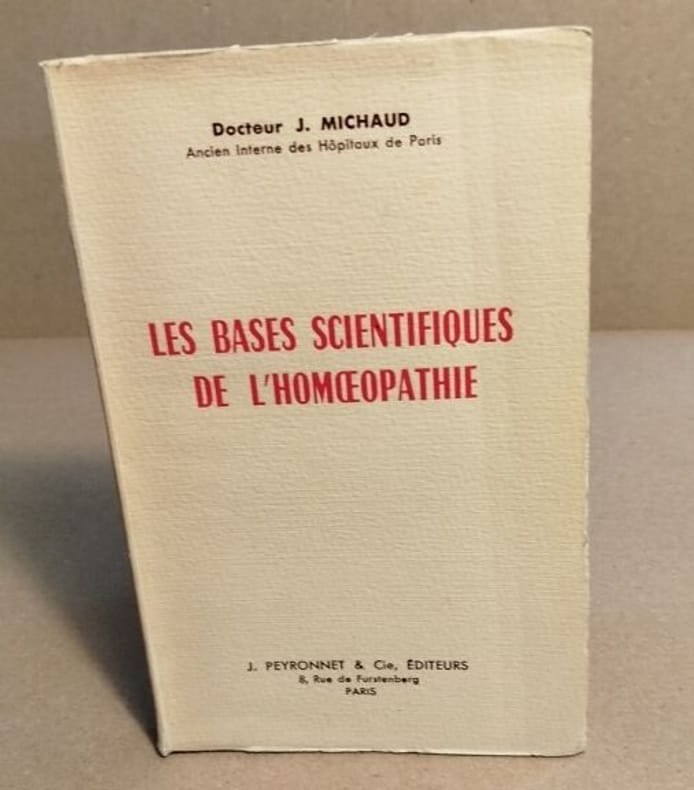 Docteur J. MICHAUD
Ancien Interne des Hôpitaux de Paris
LES BASES SCIENTIFIQUES
DE L'HOMŒOPATHIE
J. PEYRONNET & Cie, ÉDITEURS
8, Rue de Furstenberg
PARIS